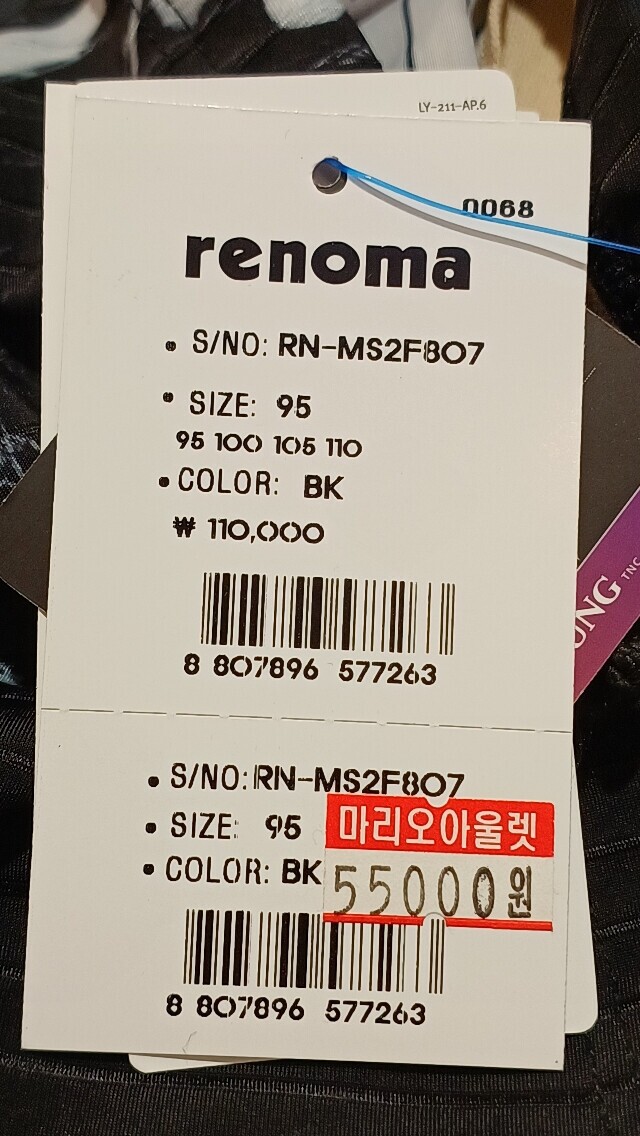 LY-211-AP.6
0068
renoma
• S/NO: RN-MS2F807
• SIZE: 95
95 100 105 110
• COLOR: BK
₩ 110,000
8 807896 577263
TNC
• S/NO: RN-MS2F807
• SIZE: 95
마리오아울렛
• COLOR: BK
55000원
8 807896 577263